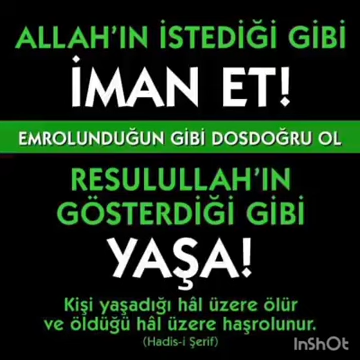 ALLAH'IN İSTEDİĞİ GİBİ
İMAN ET!
EMROLUNDUĞUN GİBİ DOSDOĞRU OL
RESULULLAH'IN
GÖSTERDİĞİ GİBİ
YAŞA!
Kişi yaşadığı hâl üzere ölür
ve öldüğü hâl üzere haşrolunur.
(Hadis-i Şerif)
InShOt